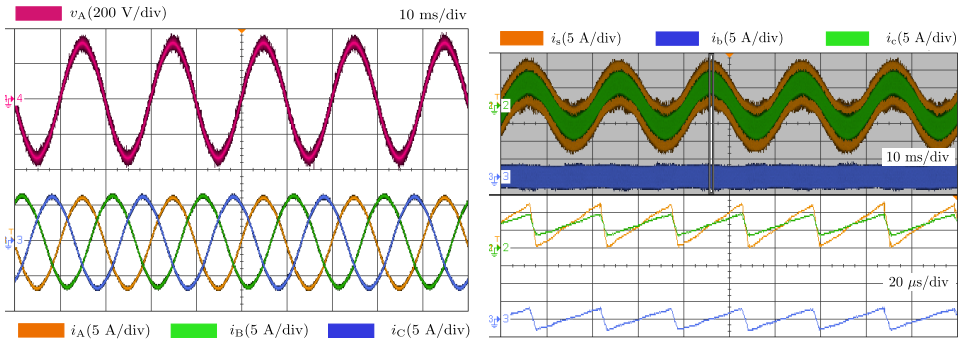 v_A(200 V/div)
10 ms/div
4
3
i_A(5 A/div)
i_B(5 A/div)
i_C(5 A/div)
i_s(5 A/div)
i_b(5 A/div)
i_c(5 A/div)
2
10 ms/div
3
2
20 μs/div
3